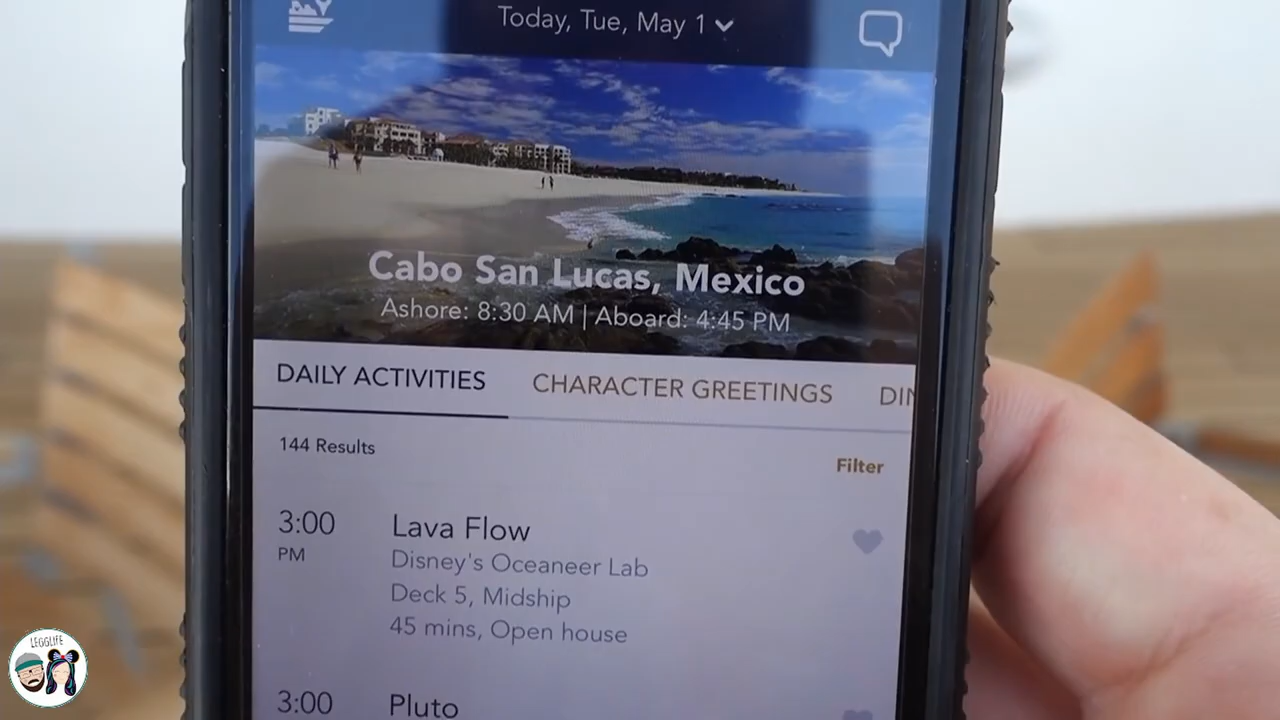 Today, Tue, May 1
Cabo San Lucas, Mexico
Ashore: 8:30 AM | Aboard: 4:45 PM
DAILY ACTIVITIES CHARACTER GREETINGS DIN
144 Results
Filter
3:00 Lava Flow
PM Disney's Oceaneer Lab
Deck 5, Midship
45 mins, Open house
3:00 Pluto
LEGGLIFE